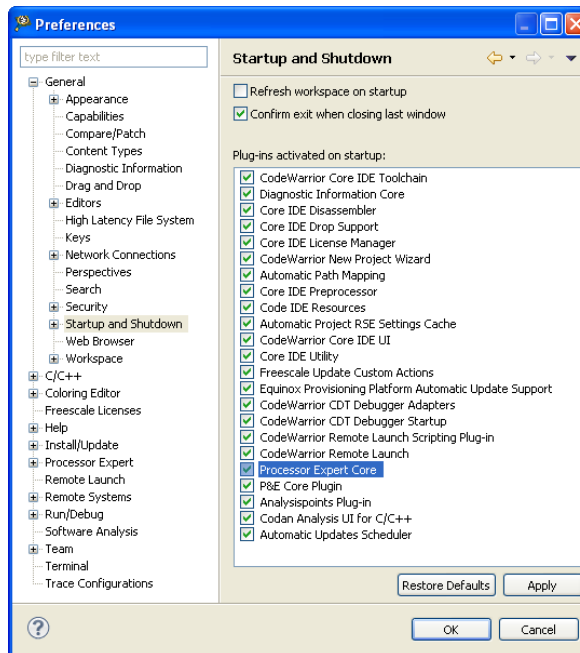 Preferences
type filter text
General
Appearance
Capabilities
Compare/Patch
Content Types
Diagnostic Information
Drag and Drop
Editors
High Latency File System
Keys
Network Connections
Perspectives
Search
Security
Startup and Shutdown
Web Browser
Workspace
C/C++
Coloring Editor
Freescale Licenses
Help
Install/Update
Processor Expert
Remote Launch
Remote Systems
Run/Debug
Software Analysis
Team
Terminal
Trace Configurations
Startup and Shutdown
Refresh workspace on startup
Confirm exit when closing last window
Plug-ins activated on startup:
CodeWarrior Core IDE Toolchain
Diagnostic Information Core
Core IDE Disassembler
Core IDE Drop Support
Core IDE License Manager
CodeWarrior New Project Wizard
Automatic Path Mapping
Core IDE Preprocessor
Code IDE Resources
Automatic Project RSE Settings Cache
CodeWarrior Core IDE UI
Core IDE Utility
Freescale Update Custom Actions
Equinox Provisioning Platform Automatic Update Support
CodeWarrior CDT Debugger Adapters
CodeWarrior CDT Debugger Startup
CodeWarrior Remote Launch Scripting Plug-in
CodeWarrior Remote Launch
Processor Expert Core
P&E Core Plugin
Analysispoints Plug-in
Codan Analysis UI for C/C++
Automatic Updates Scheduler
Restore Defaults Apply
? OK Cancel